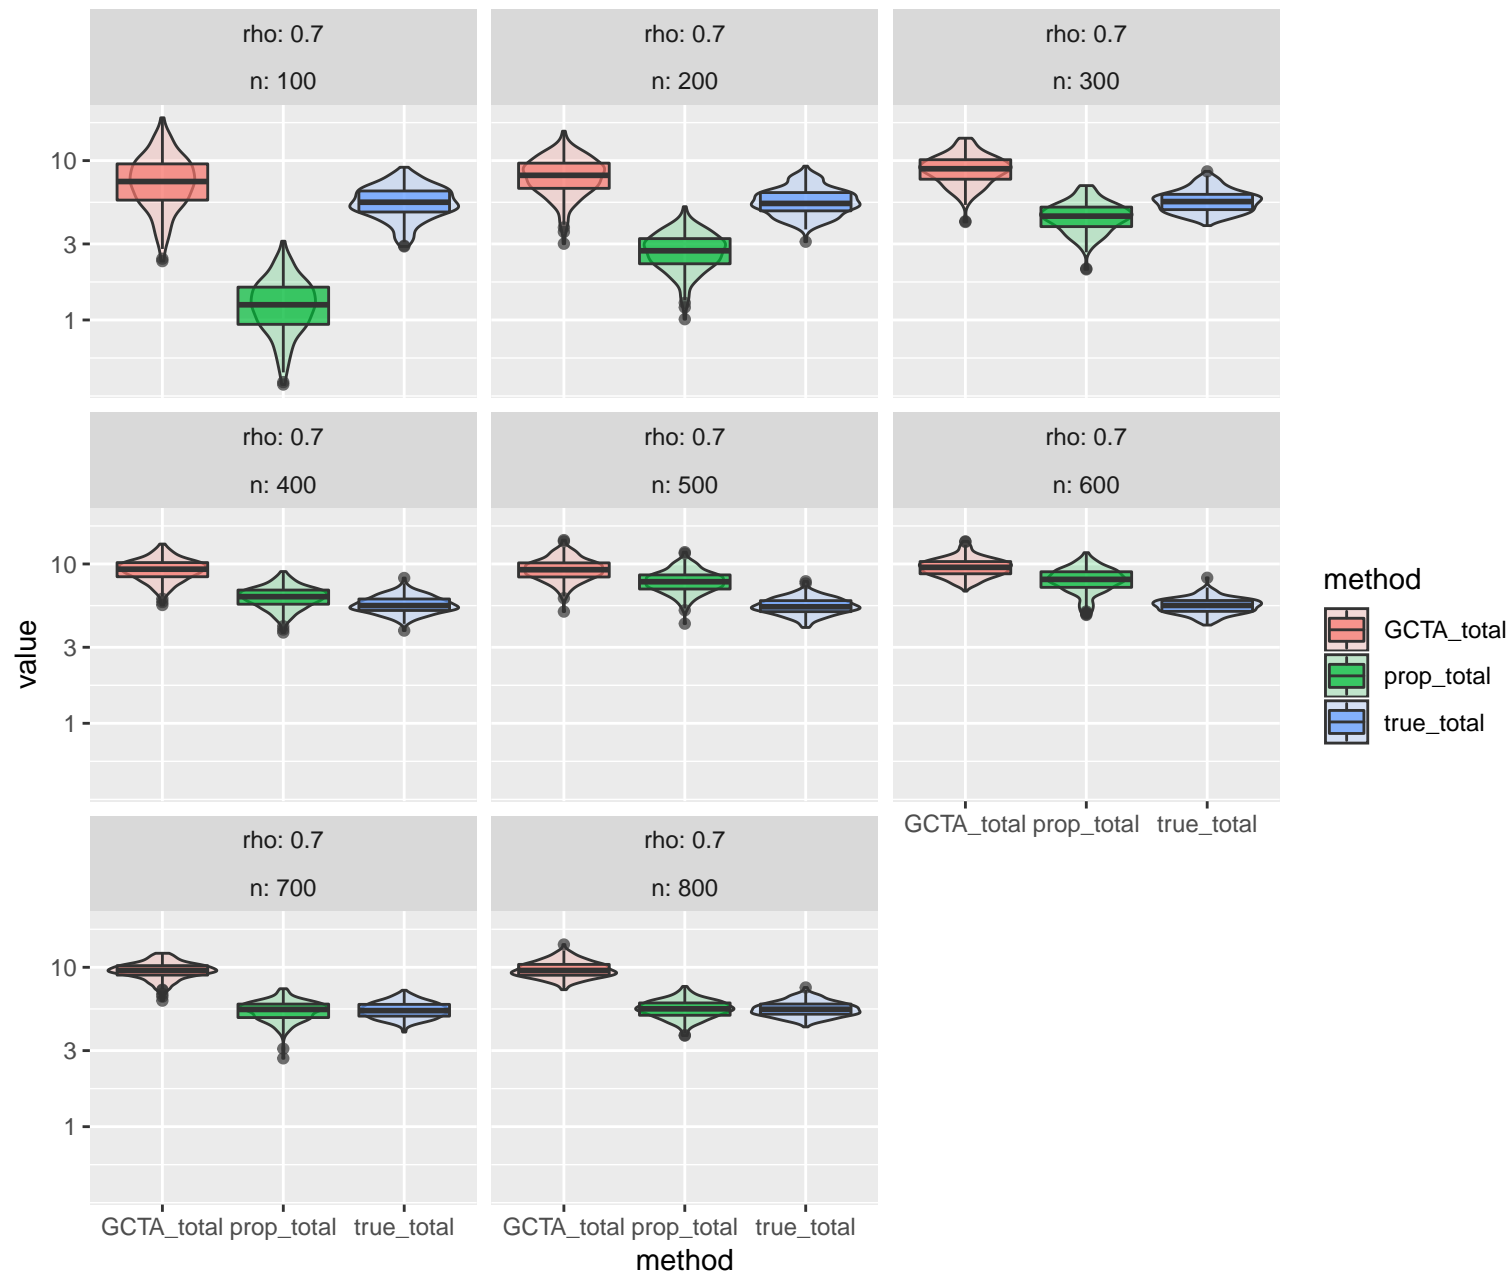 rho: 0.7
n: 100
rho: 0.7
n: 200
rho: 0.7
n: 300
10
3
1
rho: 0.7
n: 400
rho: 0.7
n: 500
rho: 0.7
n: 600
10
3
1
GCTA_total prop_total true_total
rho: 0.7
n: 700
rho: 0.7
n: 800
10
3
1
GCTA_total prop_total true_total
GCTA_total prop_total true_total
method
value
method
GCTA_total
prop_total
true_total